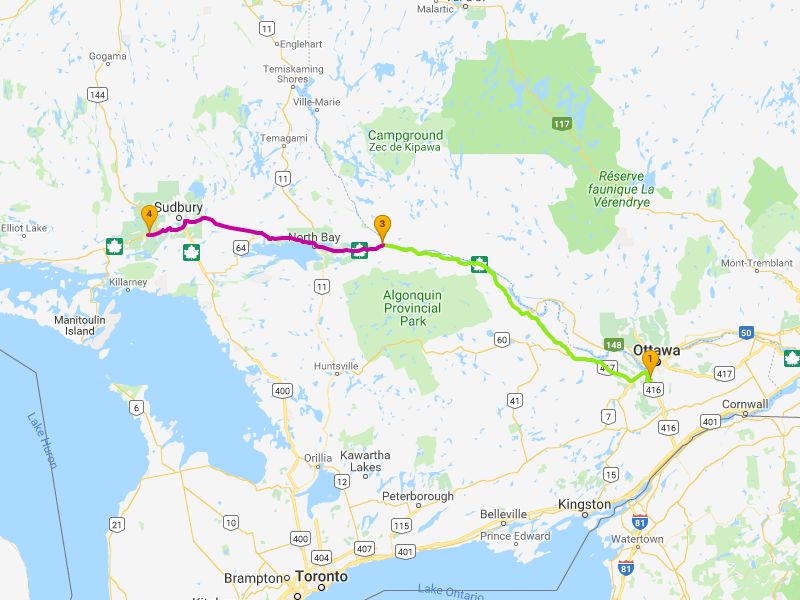 Malartic
11
Englehart
Gogama
Temiskaming
Shores
144
Ville-Marie
117
Campground
Zec de Kipawa
Temagami
11
Réserve
faunique La
Vérendrye
4
Sudbury
3
Elliot Lake
North Bay
64
Mont-Tremblant
Killarney
11
Algonquin
Provincial
Park
Manitoulin
Island
50
148
60
Ottawa
1
Huntsville
417
417
416
400
41
Cornwall
6
7
401
416
Lake Huron
Orillia
Kawartha
Lakes
12
15
Peterborough
Kingston
Belleville
21
10
115
81
Prince Edward
Watertown
400
407
401
404
81
Brampton
Toronto
Lake Ontario